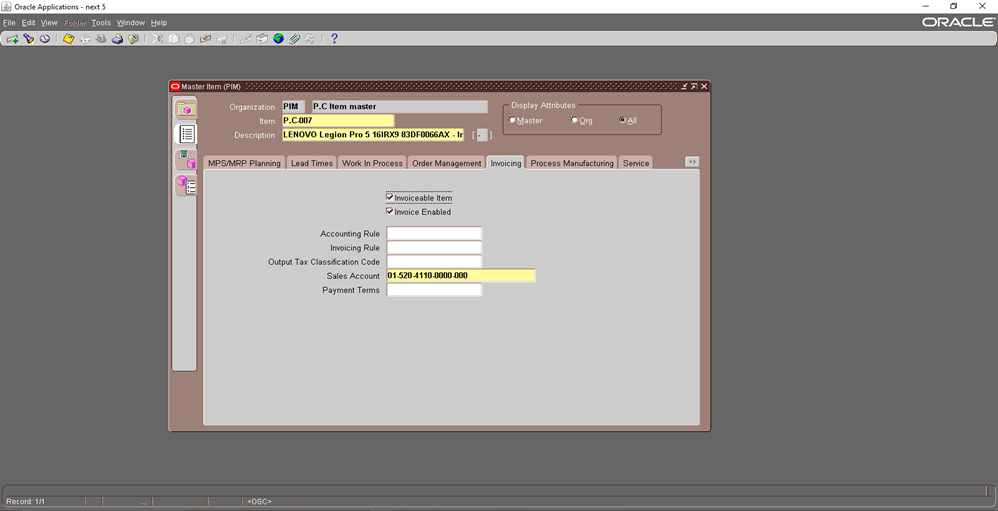 Oracle Applications - next 5
File Edit View Folder Tools Window Help
ORACLE
?
Master Item (PIM)
Organization PIM P.C Item master
Item P.C-007
Description LENOVO Legion Pro 5 16IRX9 83DF0066AX - Ir [ - ]
Display Attributes
Master Org All
MPS/MRP Planning Lead Times Work In Process Order Management Invoicing Process Manufacturing Service
Invoiceable Item
Invoice Enabled
Accounting Rule
Invoicing Rule
Output Tax Classification Code
Sales Account 01-520-4110-0000-000
Payment Terms
Record: 1/1 ... <OSC>